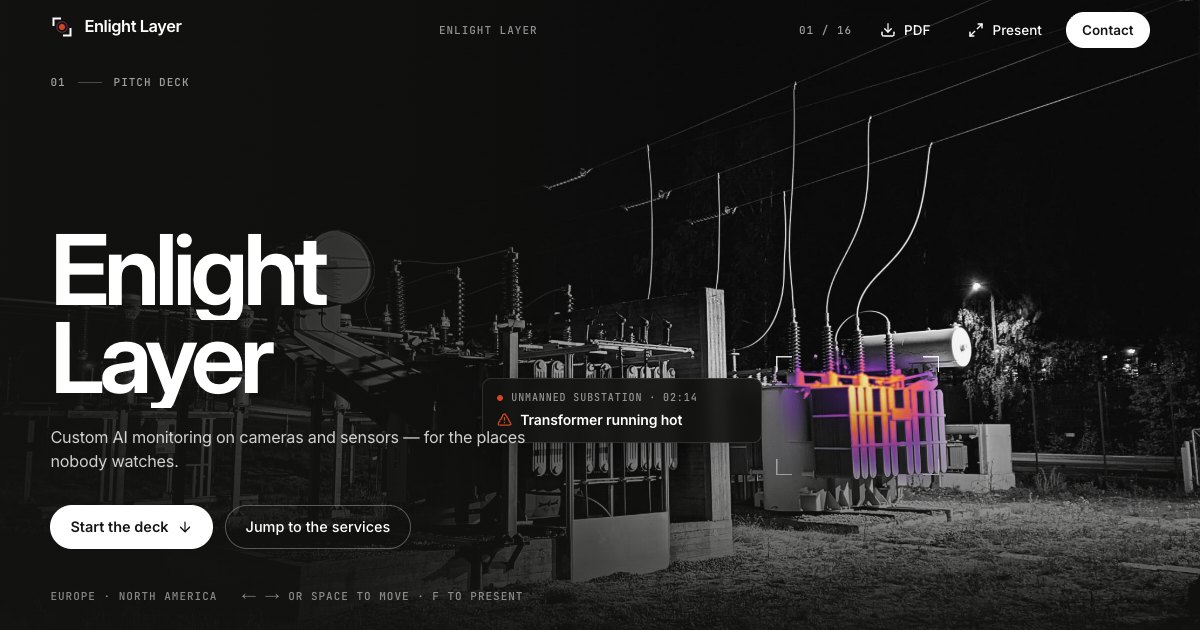 Enlight Layer
ENLIGHT LAYER
01 / 16
PDF
Present
Contact
01 — PITCH DECK
Enlight
Layer
UNMANNED SUBSTATION · 02:14
Transformer running hot
Custom AI monitoring on cameras and sensors — for the places
nobody watches.
Start the deck ↓
Jump to the services
EUROPE · NORTH AMERICA
← → OR SPACE TO MOVE · F TO PRESENT